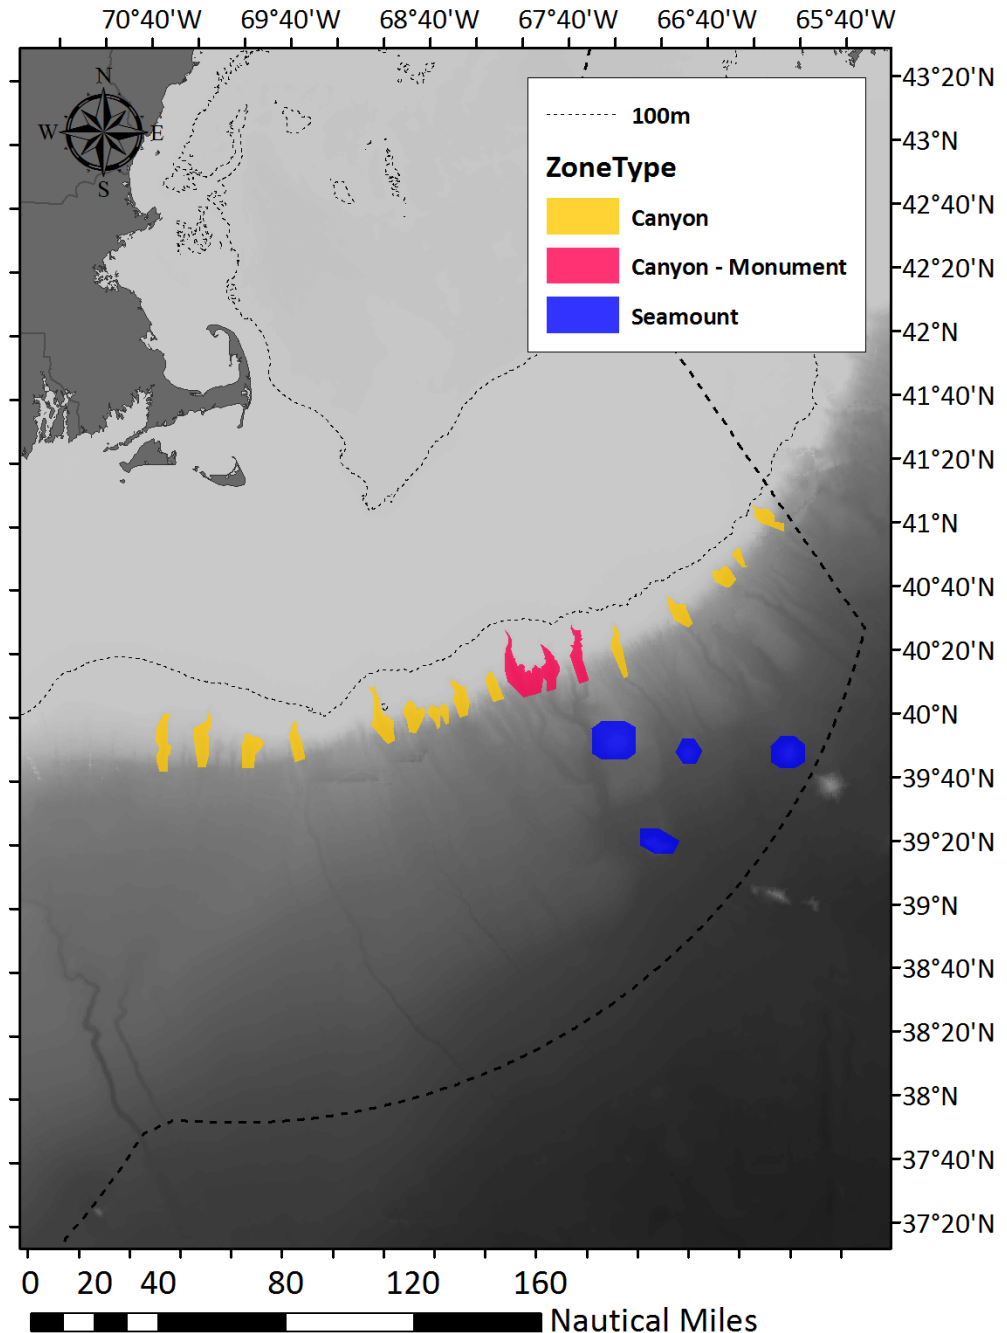 70°40'W 69°40'W 68°40'W 67°40'W 66°40'W 65°40'W
N
W E
S
100m
ZoneType
Canyon
Canyon - Monument
Seamount
43°20'N
43°N
42°40'N
42°20'N
42°N
41°40'N
41°20'N
41°N
40°40'N
40°20'N
40°N
39°40'N
39°20'N
39°N
38°40'N
38°20'N
38°N
37°40'N
37°20'N
0 20 40 80 120 160
Nautical Miles